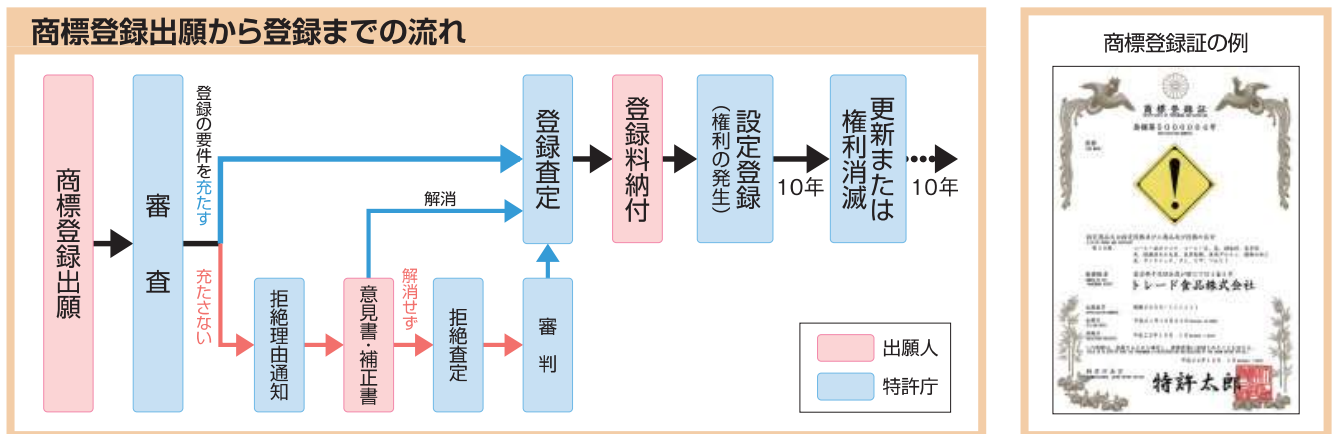 商標登録出願から登録までの流れ
商標登録出願
審査
登録の要件を充たす
充たさない
拒絶理由通知
意見書・補正書
解消
解消せず
拒絶査定
審判
登録査定
登録料納付
設定登録
（権利の発生）
10年
更新または
権利消滅
10年
出願人
特許庁
商標登録証の例
商標登録証
トレード食品株式会社
特許太郎